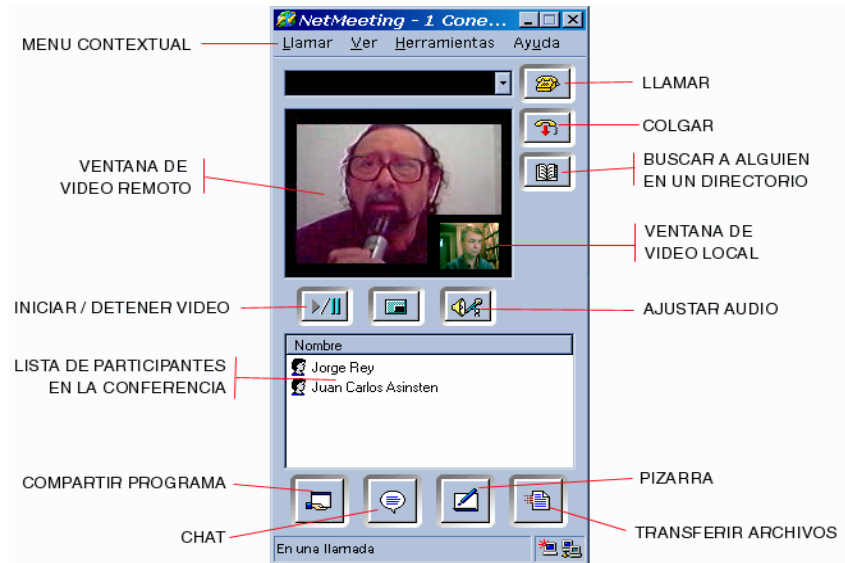 NetMeeting - 1 Cone...
MENU CONTEXTUAL
Llamar Ver Herramientas Ayuda
LLAMAR
COLGAR
BUSCAR A ALGUIEN
EN UN DIRECTORIO
VENTANA DE
VIDEO REMOTO
VENTANA DE
VIDEO LOCAL
INICIAR / DETENER VIDEO
AJUSTAR AUDIO
Nombre
LISTA DE PARTICIPANTES
EN LA CONFERENCIA
Jorge Rey
Juan Carlos Asinsten
COMPARTIR PROGRAMA
PIZARRA
CHAT
TRANSFERIR ARCHIVOS
En una llamada